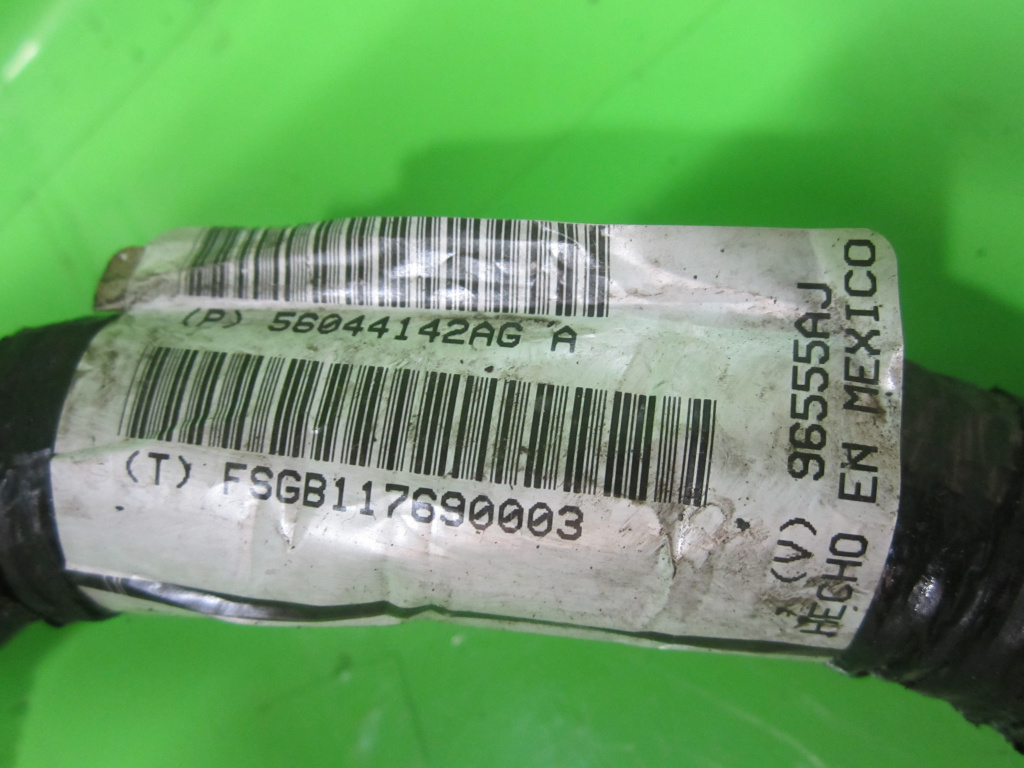 (P) 56044142AG A
(T) FSGB117690003
(V) 96555AJ
HECHO EN MEXICO